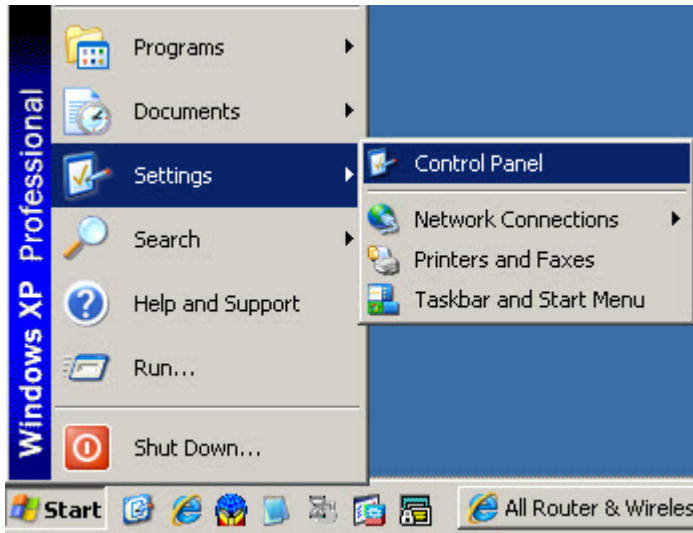 Windows XP Professional
Programs
Documents
Settings
Search
Help and Support
Run...
Shut Down...
Control Panel
Network Connections
Printers and Faxes
Taskbar and Start Menu
Start
All Router & Wireles